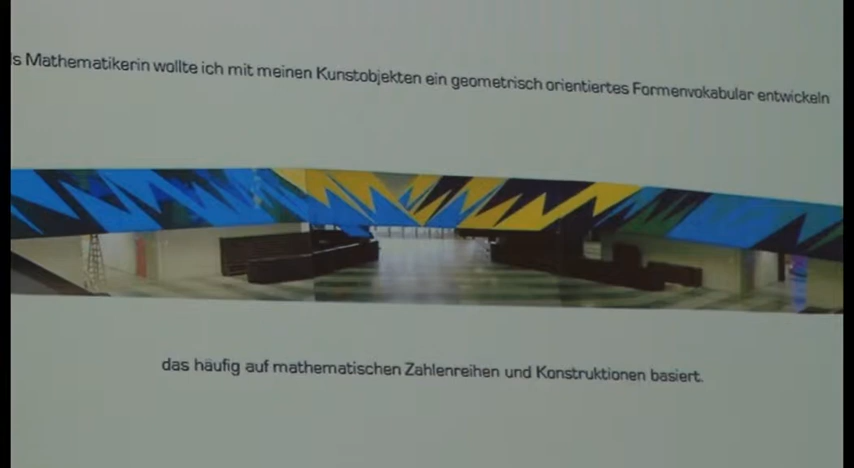 s Mathematikerin wollte ich mit meinen Kunstobjekten ein geometrisch orientiertes Formenvokabular entwickeln
das häufig auf mathematischen Zahlenreihen und Konstruktionen basiert.